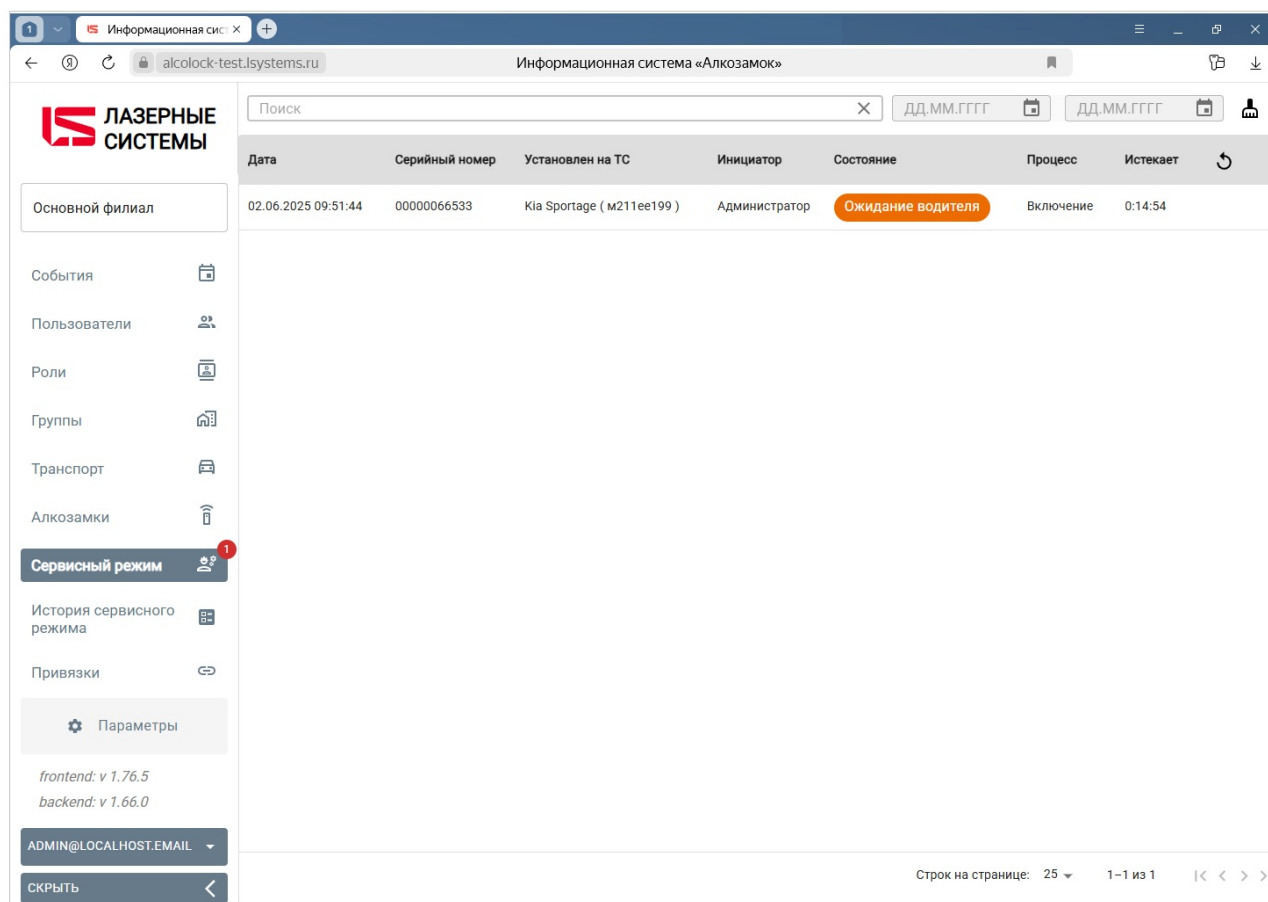 1
Информационная сист
alcolock-test.lsystems.ru
Информационная система «Алкозамок»
ЛАЗЕРНЫЕ
СИСТЕМЫ
Поиск
ДД.ММ.ГГГГ
ДД.ММ.ГГГГ
Дата Серийный номер Установлен на ТС Инициатор Состояние Процесс Истекает
02.06.2025 09:51:44 00000066533 Kia Sportage ( м211ее199 ) Администратор Ожидание водителя Включение 0:14:54
Основной филиал
События
Пользователи
Роли
Группы
Транспорт
Алкозамки
Сервисный режим 1
История сервисного
режима
Привязки
Параметры
frontend: v 1.76.5
backend: v 1.66.0
ADMIN@LOCALHOST.EMAIL
СКРЫТЬ
Строк на странице: 25 1–1 из 1